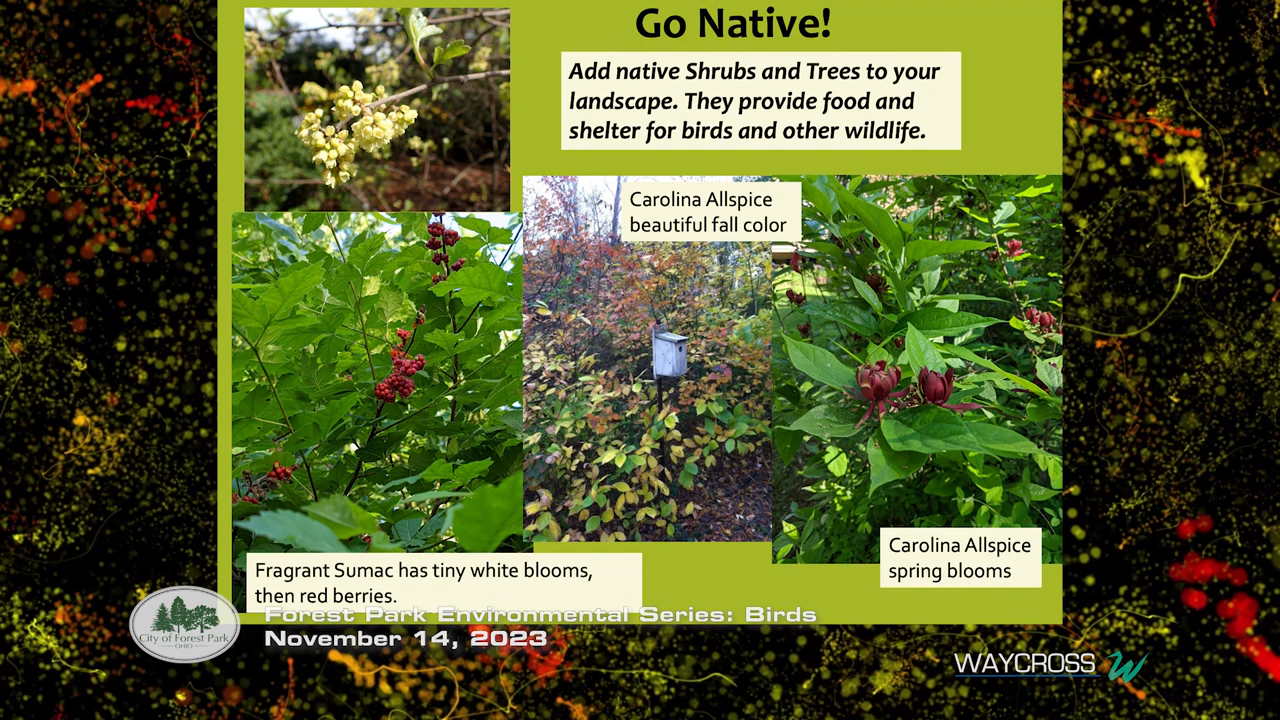 Go Native!
Add native Shrubs and Trees to your
landscape. They provide food and
shelter for birds and other wildlife.
Carolina Allspice
beautiful fall color
Carolina Allspice
spring blooms
Fragrant Sumac has tiny white blooms,
then red berries.
City of Forest Park
OHIO
Forest Park Environmental Series: Birds
November 14, 2023
WAYCROSS W